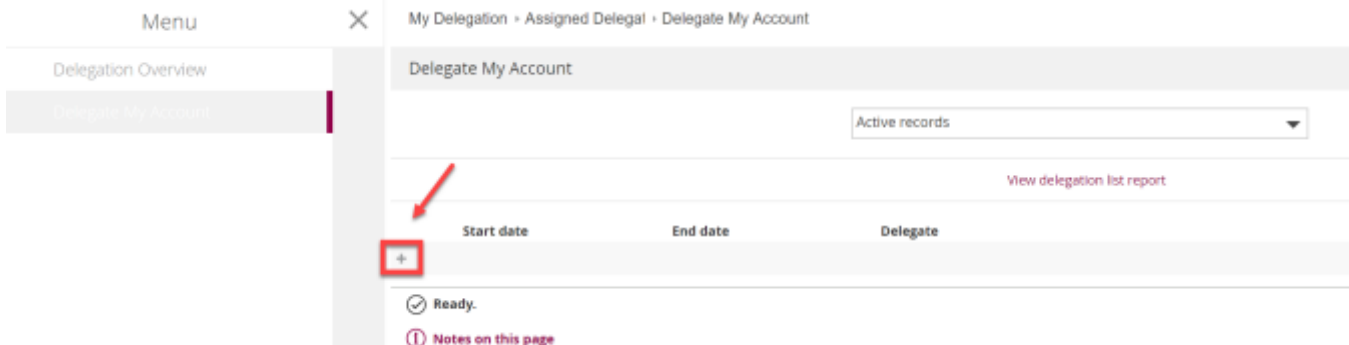 Menu
My Delegation › Assigned Delegat › Delegate My Account
Delegation Overview
Delegate My Account
Delegate My Account
Active records
View delegation list report
Start date End date Delegate
+
Ready.
Notes on this page